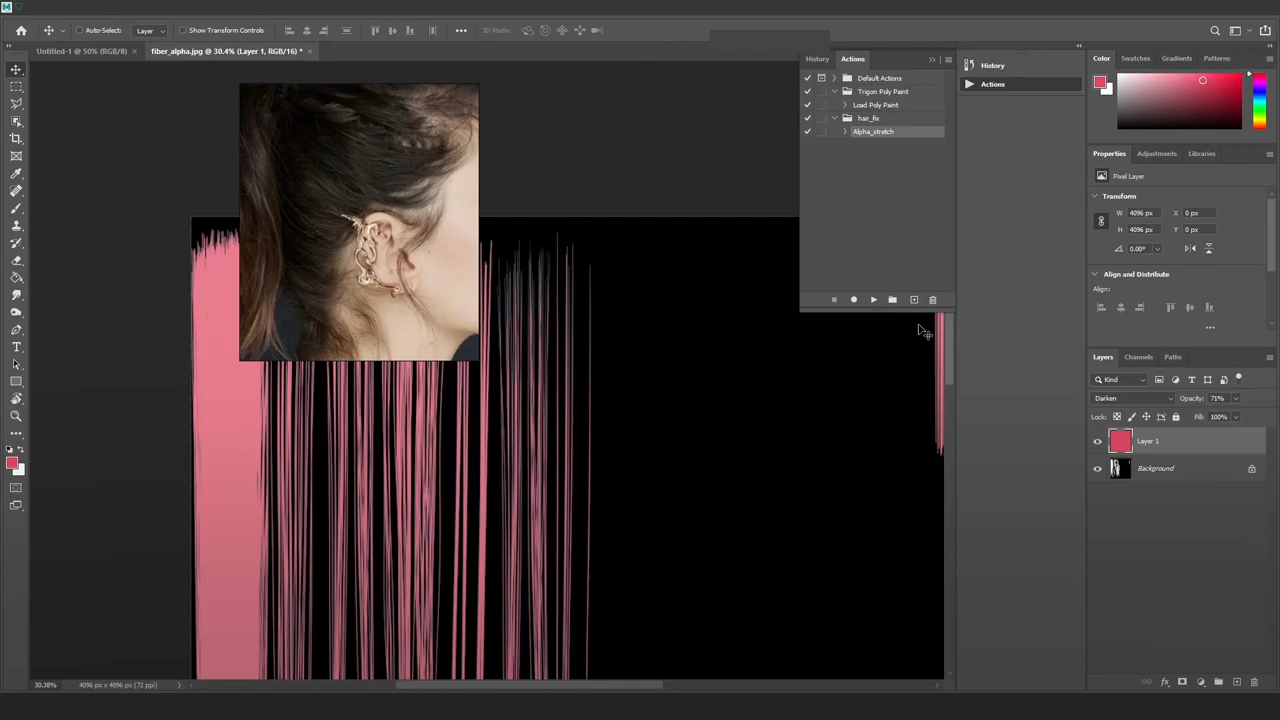 Auto-Select:
Layer
Show Transform Controls
3D Mode:
Untitled-1 @ 50% (RGB/8)
fiber_alpha.jpg @ 30.4% (Layer 1, RGB/16) *
History
Actions
Default Actions
Trigon Poly Paint
Load Poly Paint
hair_fix
Alpha_stretch
History
Actions
Color
Swatches
Gradients
Patterns
Properties
Adjustments
Libraries
Pixel Layer
Transform
W 4096 px X 0 px
H 4096 px Y 0 px
0.00°
Align and Distribute
Align:
Layers
Channels
Paths
Kind
Darken
Opacity: 71%
Lock:
Fill: 100%
Layer 1
Background
30.38%
4096 px x 4096 px (72 ppi)